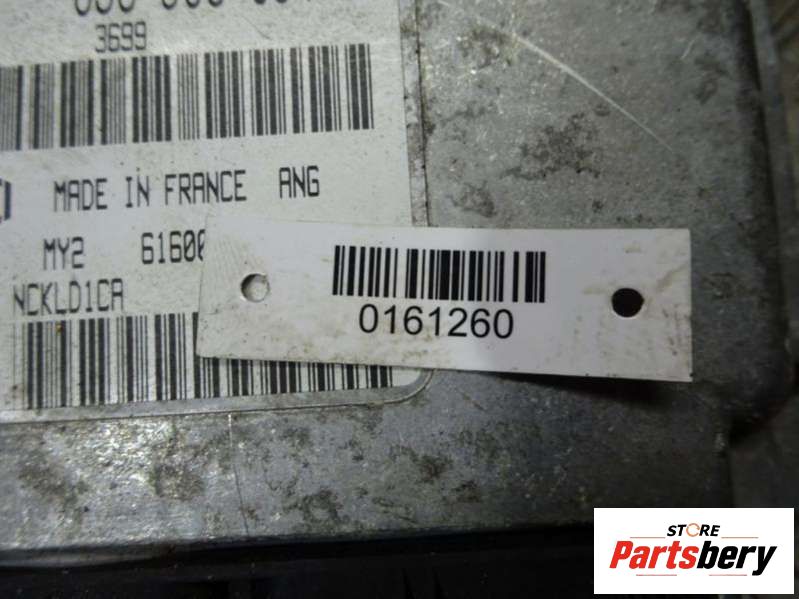 3699
MADE IN FRANCE ANG
MY2
NCKLD1CA
0161260
STORE
Partsbery